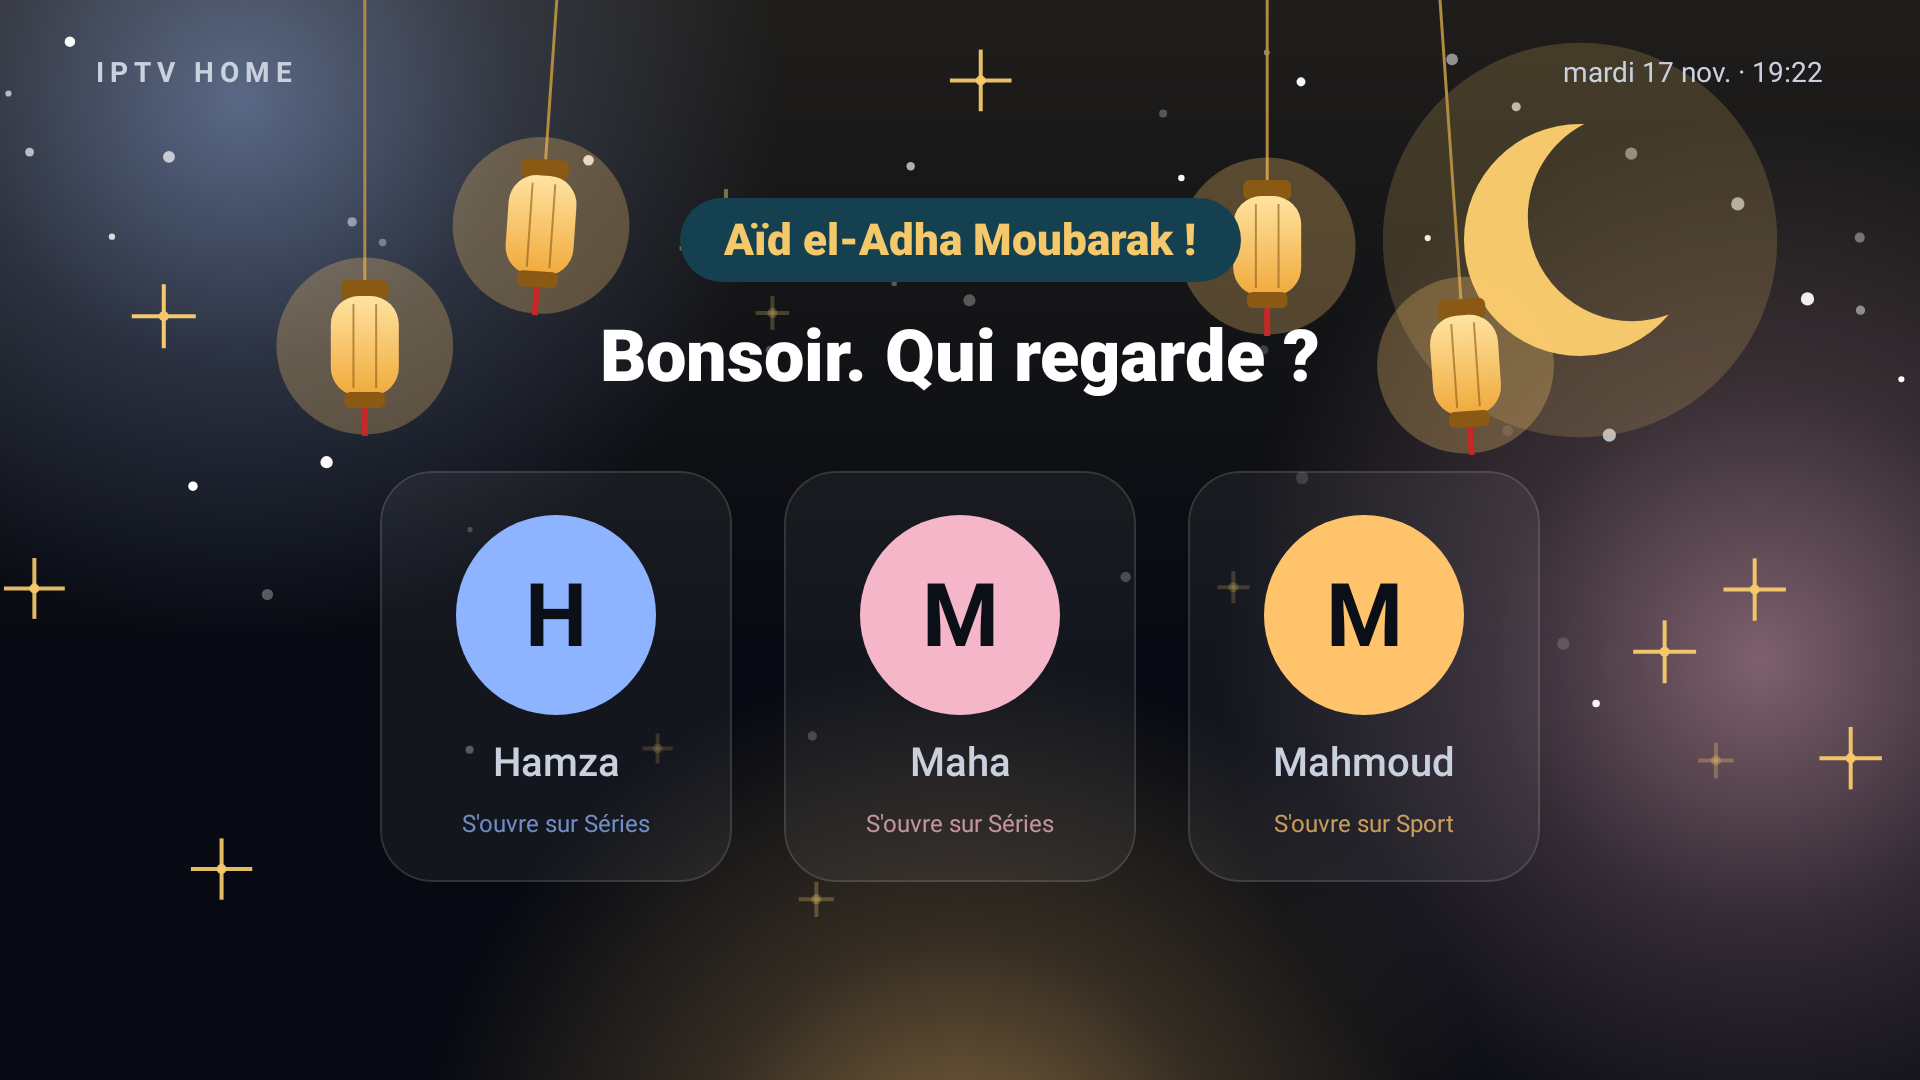 IPTV HOME
mardi 17 nov. · 19:22
Aïd el-Adha Moubarak !
Bonsoir. Qui regarde ?
H
M
M
Hamza
Maha
Mahmoud
S'ouvre sur Séries
S'ouvre sur Séries
S'ouvre sur Sport